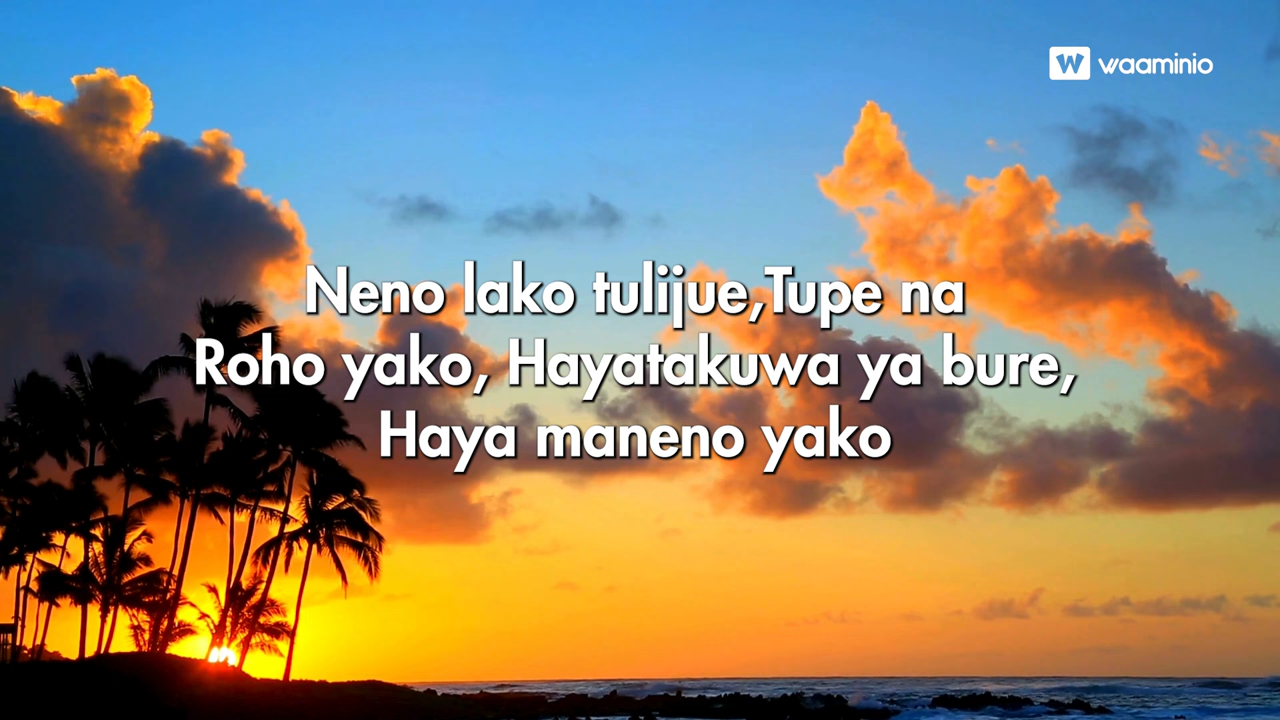 waaminio
Neno lako tulijue,Tupe na
Roho yako, Hayatakuwa ya bure,
Haya maneno yako